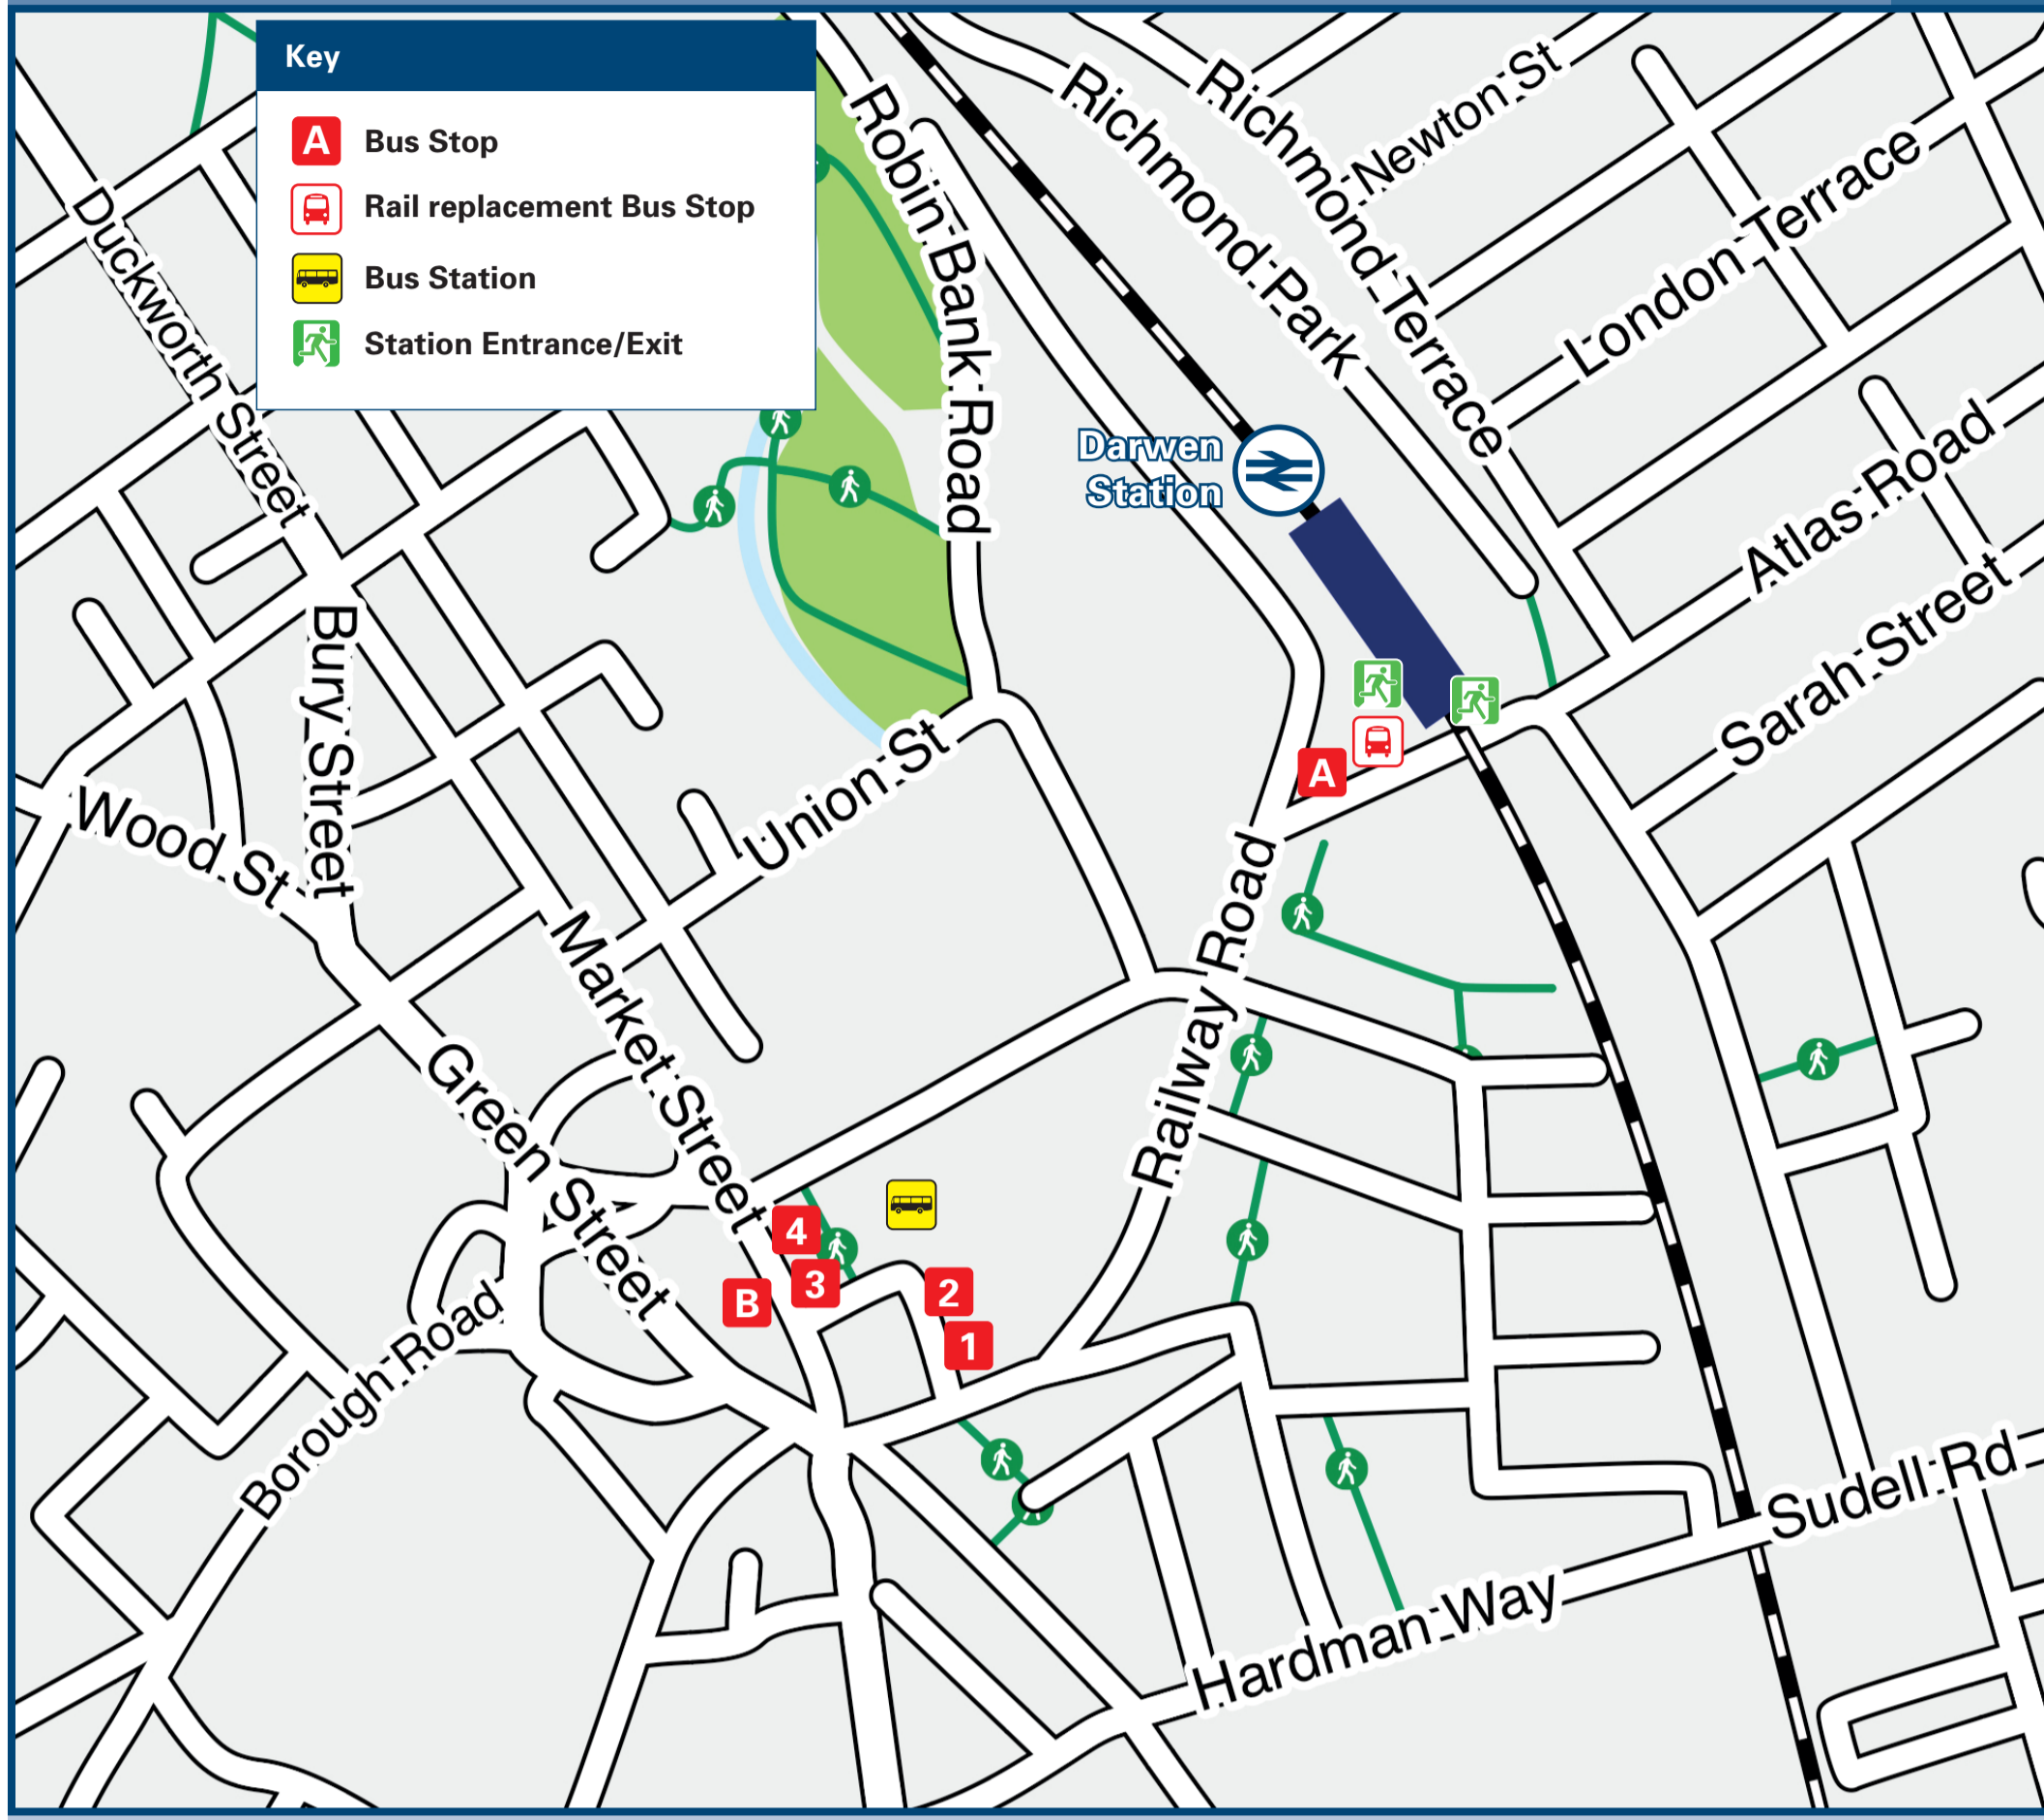 Key
A Bus Stop
Rail replacement Bus Stop
Bus Station
Station Entrance/Exit
Robin Bank Road
Richmond Park
Richmond Terrace
Newton St
London Terrace
Duckworth Street
Darwen
Station
Atlas Road
Sarah Street
Bury Street
Wood St
Union St
A
Railway Road
Market Street
Green Street
4
3
B
2
1
Borough Road
Sudell Rd
Hardman Way